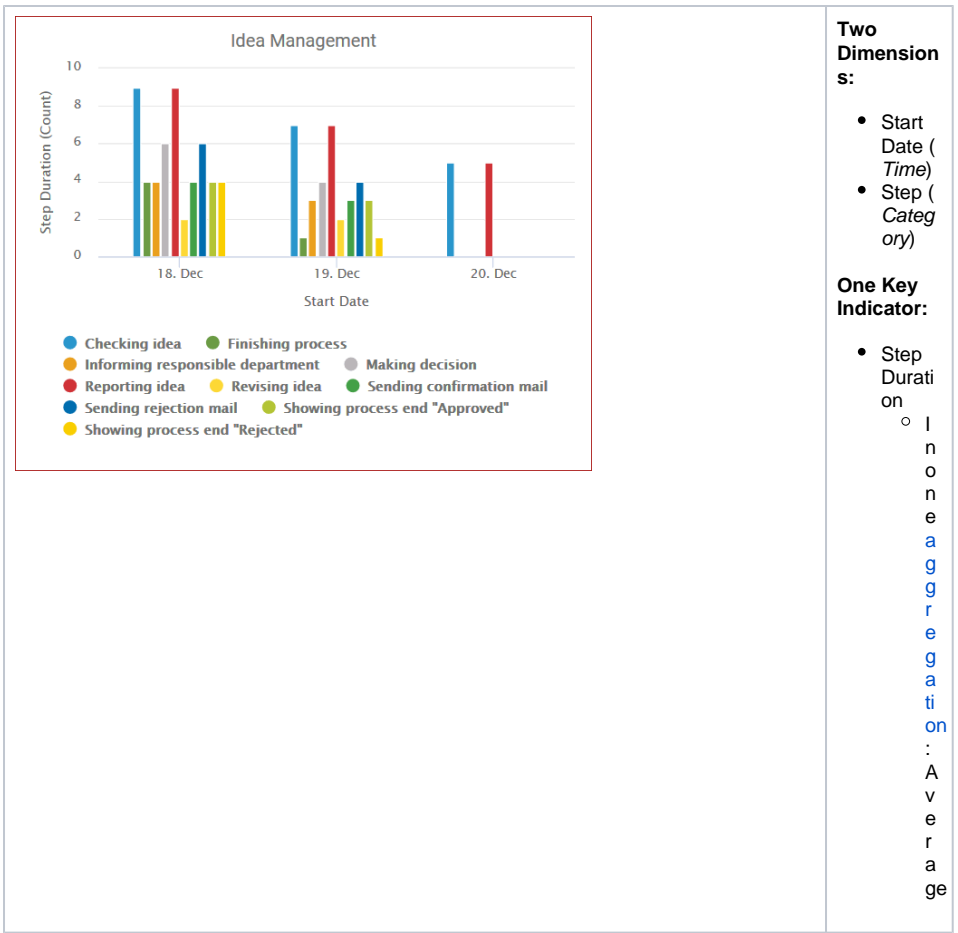 Idea Management
10
8
6
4
2
0
Step Duration (Count)
18. Dec
19. Dec
20. Dec
Start Date
Checking idea
Finishing process
Informing responsible department
Making decision
Reporting idea
Revising idea
Sending confirmation mail
Sending rejection mail
Showing process end "Approved"
Showing process end "Rejected"
Two
Dimension
s:
Start
Date (
Time)
Step (
Categ
ory)
One Key
Indicator:
Step
Durati
on
I
n
o
n
e
a
g
g
r
e
g
a
ti
on
:
A
v
e
r
a
ge